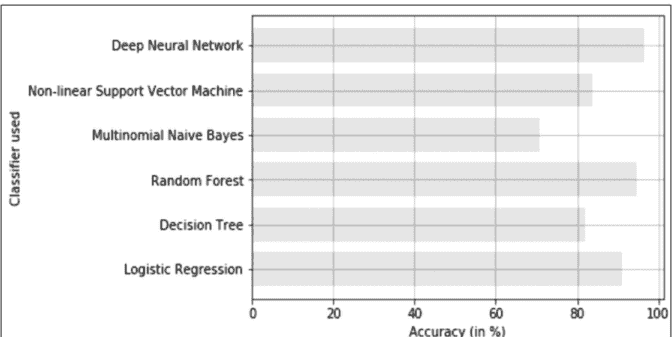 Deep Neural Network
Non-linear Support Vector Machine
Multinomial Naive Bayes
Random Forest
Decision Tree
Logistic Regression
Classifier used
0 20 40 60 80 100
Accuracy (in %)